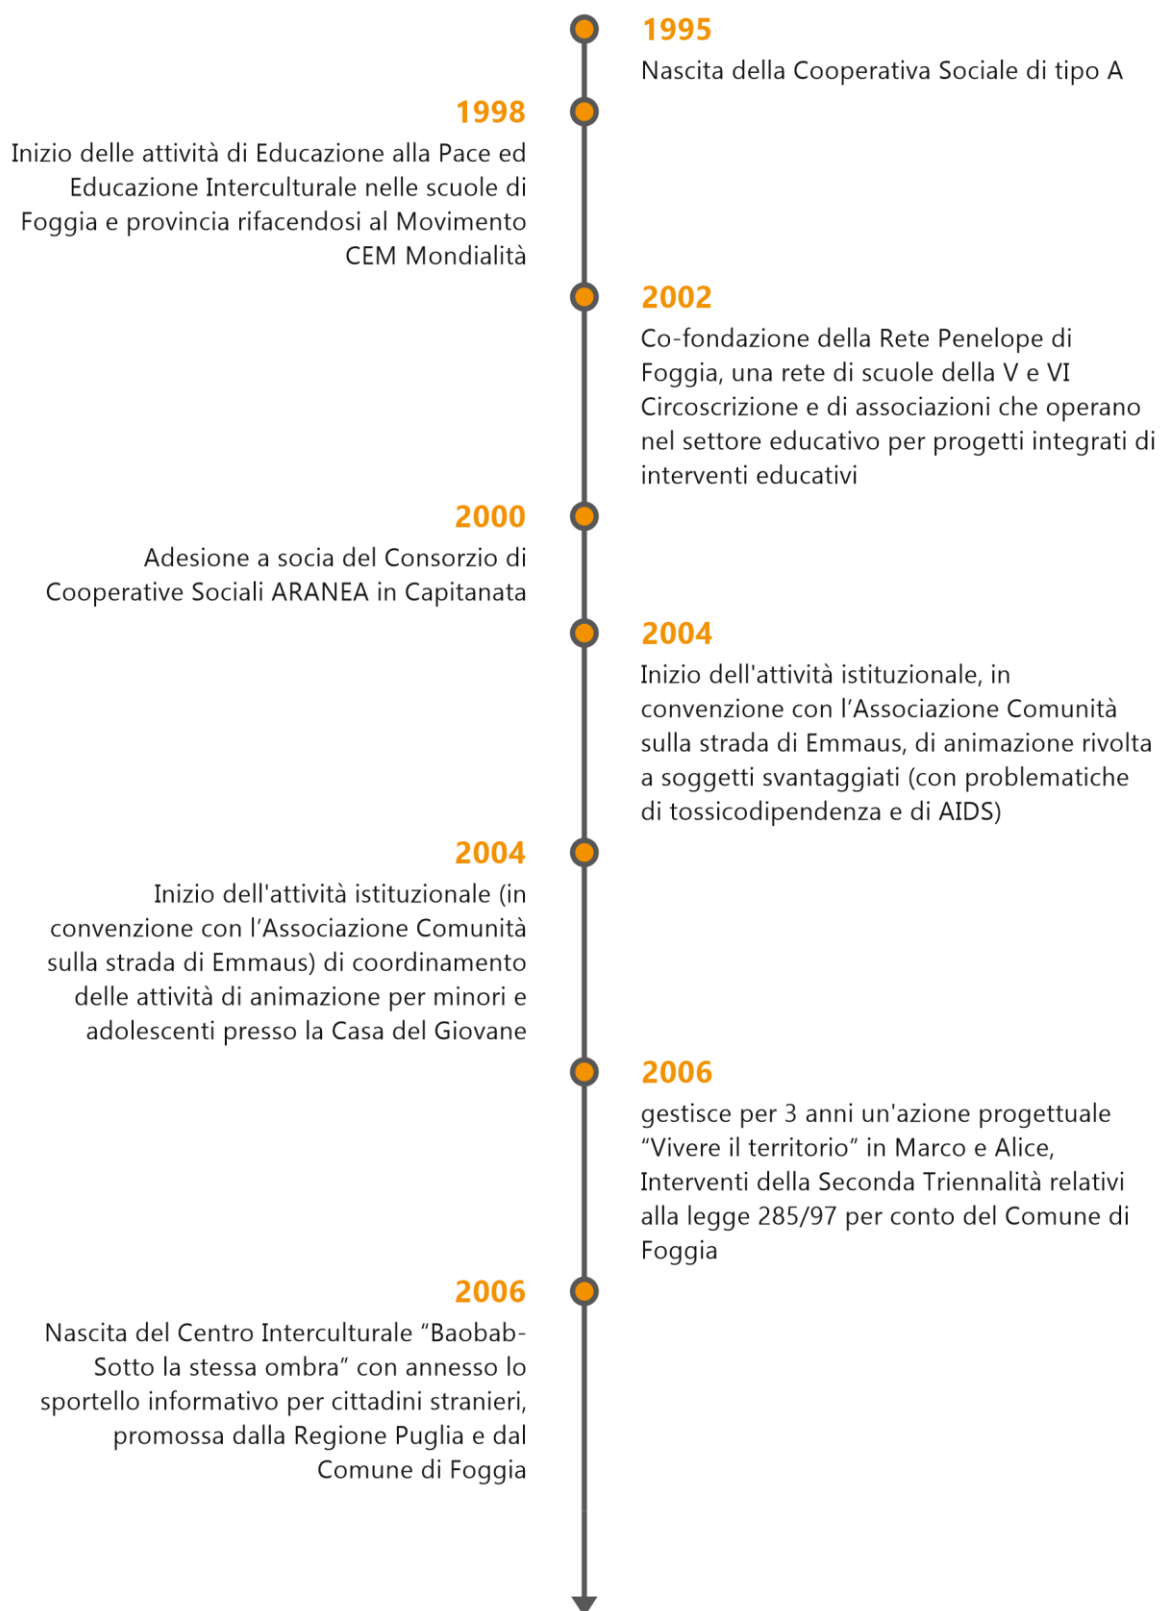 1995
Nascita della Cooperativa Sociale di tipo A
1998
Inizio delle attività di Educazione alla Pace ed
Educazione Interculturale nelle scuole di
Foggia e provincia rifacendosi al Movimento
CEM Mondialità
2002
Co-fondazione della Rete Penelope di
Foggia, una rete di scuole della V e VI
Circoscrizione e di associazioni che operano
nel settore educativo per progetti integrati di
interventi educativi
2000
Adesione a socia del Consorzio di
Cooperative Sociali ARANEA in Capitanata
2004
Inizio dell'attività istituzionale, in
convenzione con l’Associazione Comunità
sulla strada di Emmaus, di animazione rivolta
a soggetti svantaggiati (con problematiche
di tossicodipendenza e di AIDS)
2004
Inizio dell'attività istituzionale (in
convenzione con l’Associazione Comunità
sulla strada di Emmaus) di coordinamento
delle attività di animazione per minori e
adolescenti presso la Casa del Giovane
2006
gestisce per 3 anni un'azione progettuale
“Vivere il territorio” in Marco e Alice,
Interventi della Seconda Triennalità relativi
alla legge 285/97 per conto del Comune di
Foggia
2006
Nascita del Centro Interculturale “Baobab-
Sotto la stessa ombra” con annesso lo
sportello informativo per cittadini stranieri,
promossa dalla Regione Puglia e dal
Comune di Foggia